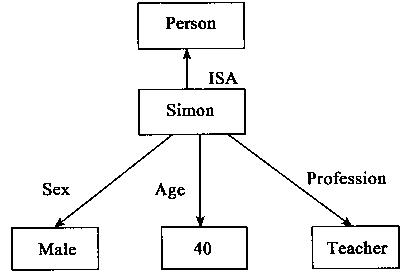 Person
ISA
Simon
Sex
Age
Profession
Male
40
Teacher